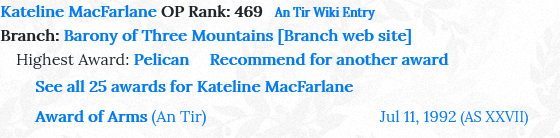 Kateline MacFarlane OP Rank: 469 An Tir Wiki Entry
Branch: Barony of Three Mountains [Branch web site]
Highest Award: Pelican Recommend for another award
See all 25 awards for Kateline MacFarlane
Award of Arms (An Tir) Jul 11, 1992 (AS XXVII)